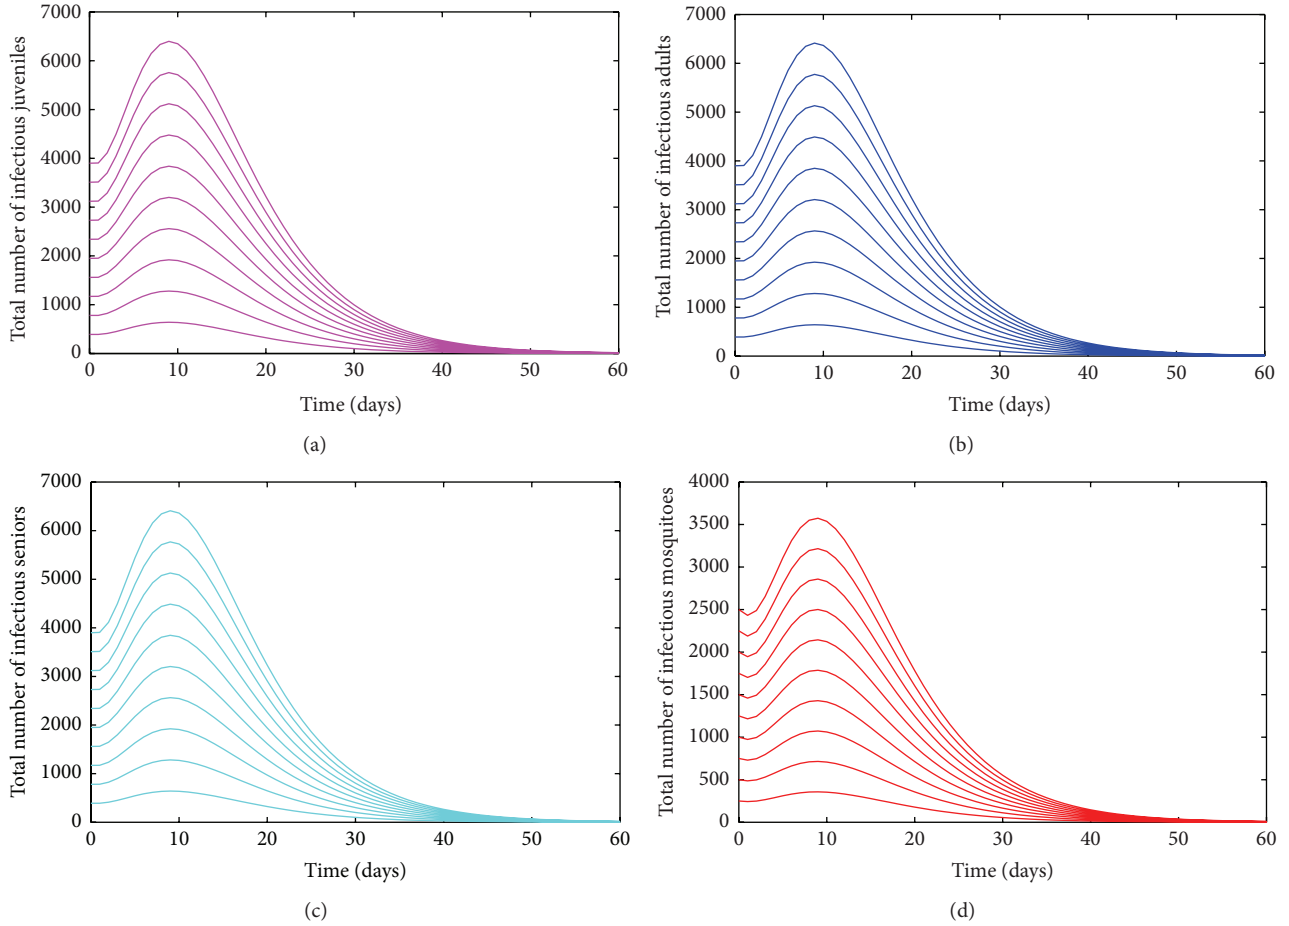 7000
6000
5000
4000
3000
2000
1000
0
Total number of infectious juveniles
0 10 20 30 40 50 60
Time (days)
(a)
7000
6000
5000
4000
3000
2000
1000
0
Total number of infectious adults
0 10 20 30 40 50 60
Time (days)
(b)
7000
6000
5000
4000
3000
2000
1000
0
Total number of infectious seniors
0 10 20 30 40 50 60
Time (days)
(c)
4000
3500
3000
2500
2000
1500
1000
500
0
Total number of infectious mosquitoes
0 10 20 30 40 50 60
Time (days)
(d)